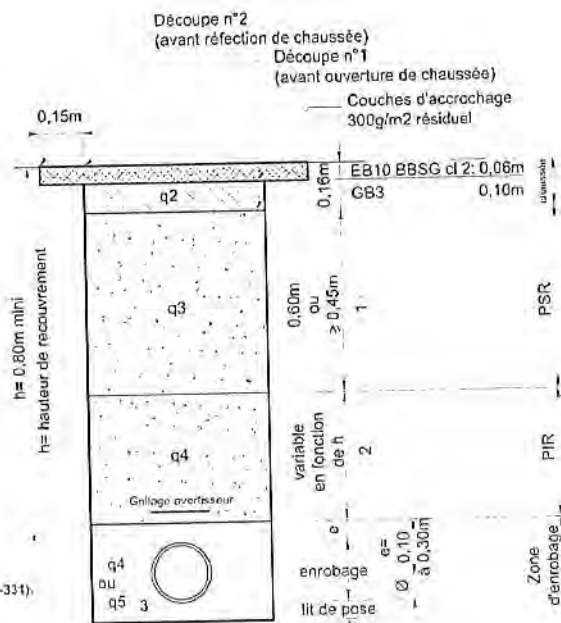 Découpe n°2
(avant réfection de chaussée)
Découpe n°1
(avant ouverture de chaussée)
Couches d'accrochage
300g/m2 résiduel
0,15m
EB10 BBSG cl 2: 0,06m
GB3 0,10m
0,16m
chaussée
q2
h= 0,80m mini
h= hauteur de recouvrement
q3
0,60m
ou
≥ 0,45m
1
PSR
q4
Grillage avertisseur
variable
en fonction
de h
2
PIR
e
q4
ou
q5 3
enrobage
lit de pose
Ø
e=
0,10
à 0,30m
Zone
d'enrobage
-331).